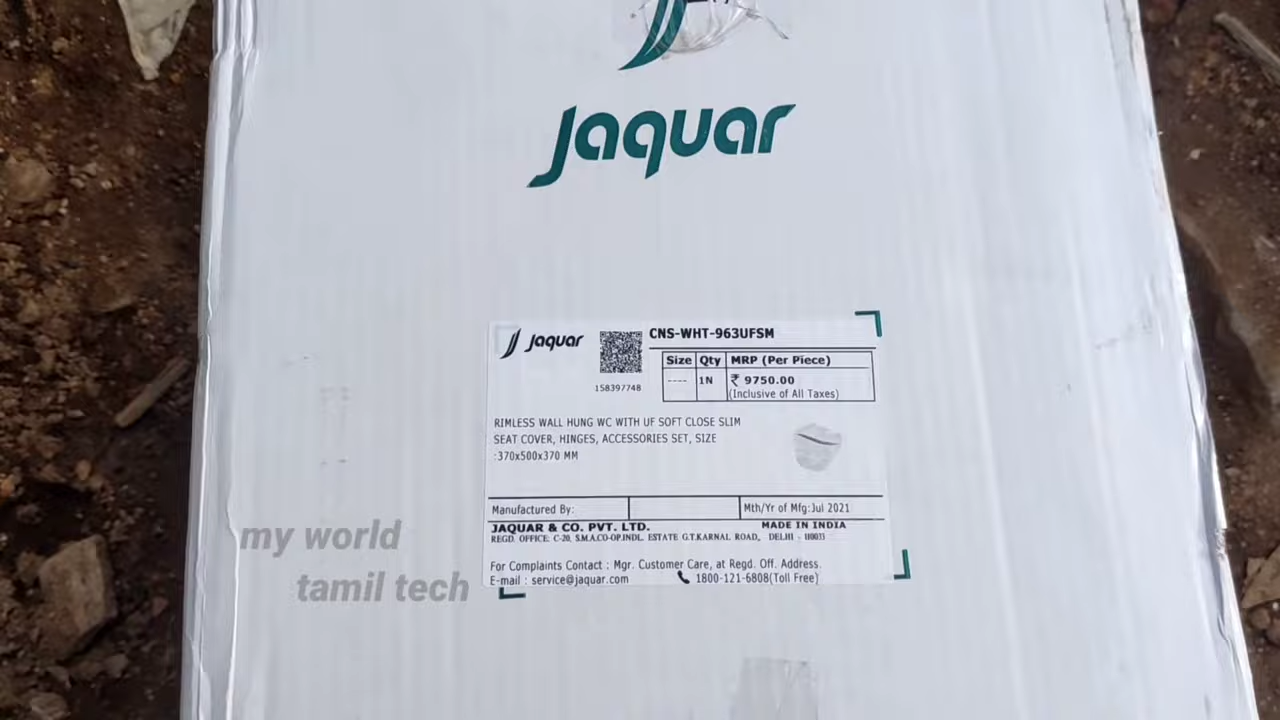 Jaquar
Jaquar
CNS-WHT-963UFSM
Size Qty MRP (Per Piece)
---- 1N ₹ 9750.00
(Inclusive of All Taxes)
158397748
RIMLESS WALL HUNG WC WITH UF SOFT CLOSE SLIM
SEAT COVER, HINGES, ACCESSORIES SET, SIZE
:370x500x370 MM
Manufactured By: Mth/Yr of Mfg:Jul 2021
JAQUAR & CO. PVT. LTD. MADE IN INDIA
REGD. OFFICE: C-20, S.M.A.CO-OP.INDL. ESTATE G.T.KARNAL ROAD, DELHI - 110033
For Complaints Contact : Mgr. Customer Care, at Regd. Off. Address.
E-mail : service@jaquar.com 1800-121-6808(Toll Free)
my world
tamil tech